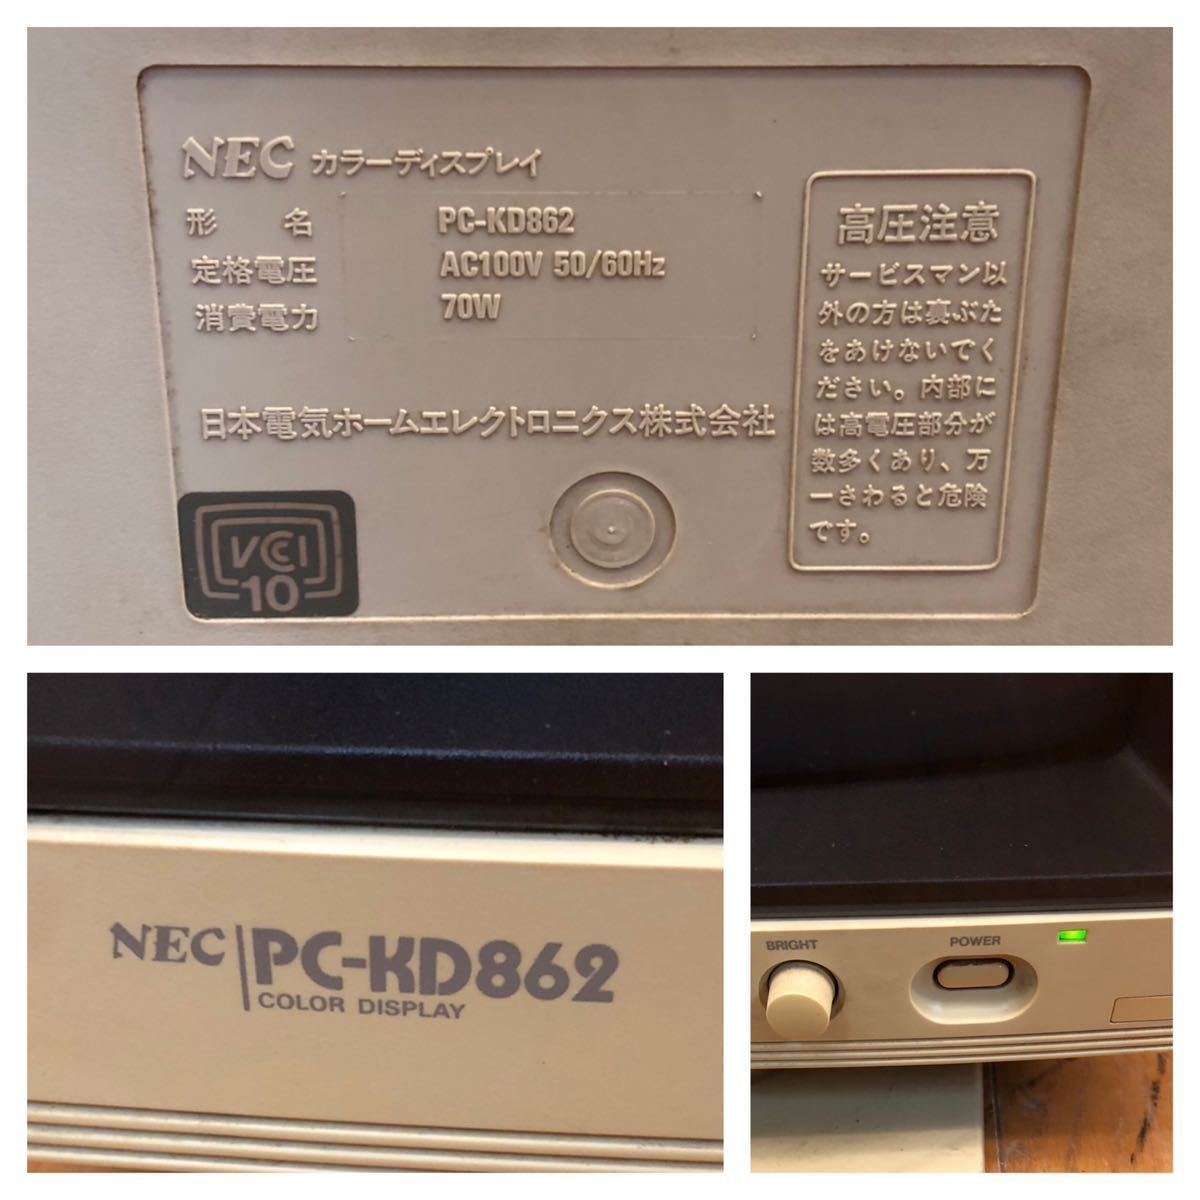 NEC カラーディスプレイ
形名 PC-KD862
定格電圧 AC100V 50/60Hz
消費電力 70W
日本電気ホームエレクトロニクス株式会社
VCCI
10
高圧注意
サービスマン以
外の方は裏ぶた
をあけないでく
ださい。内部に
は高電圧部分が
数多くあり、万
一さわると危険
です。
NEC PC-KD862
COLOR DISPLAY
BRIGHT
POWER